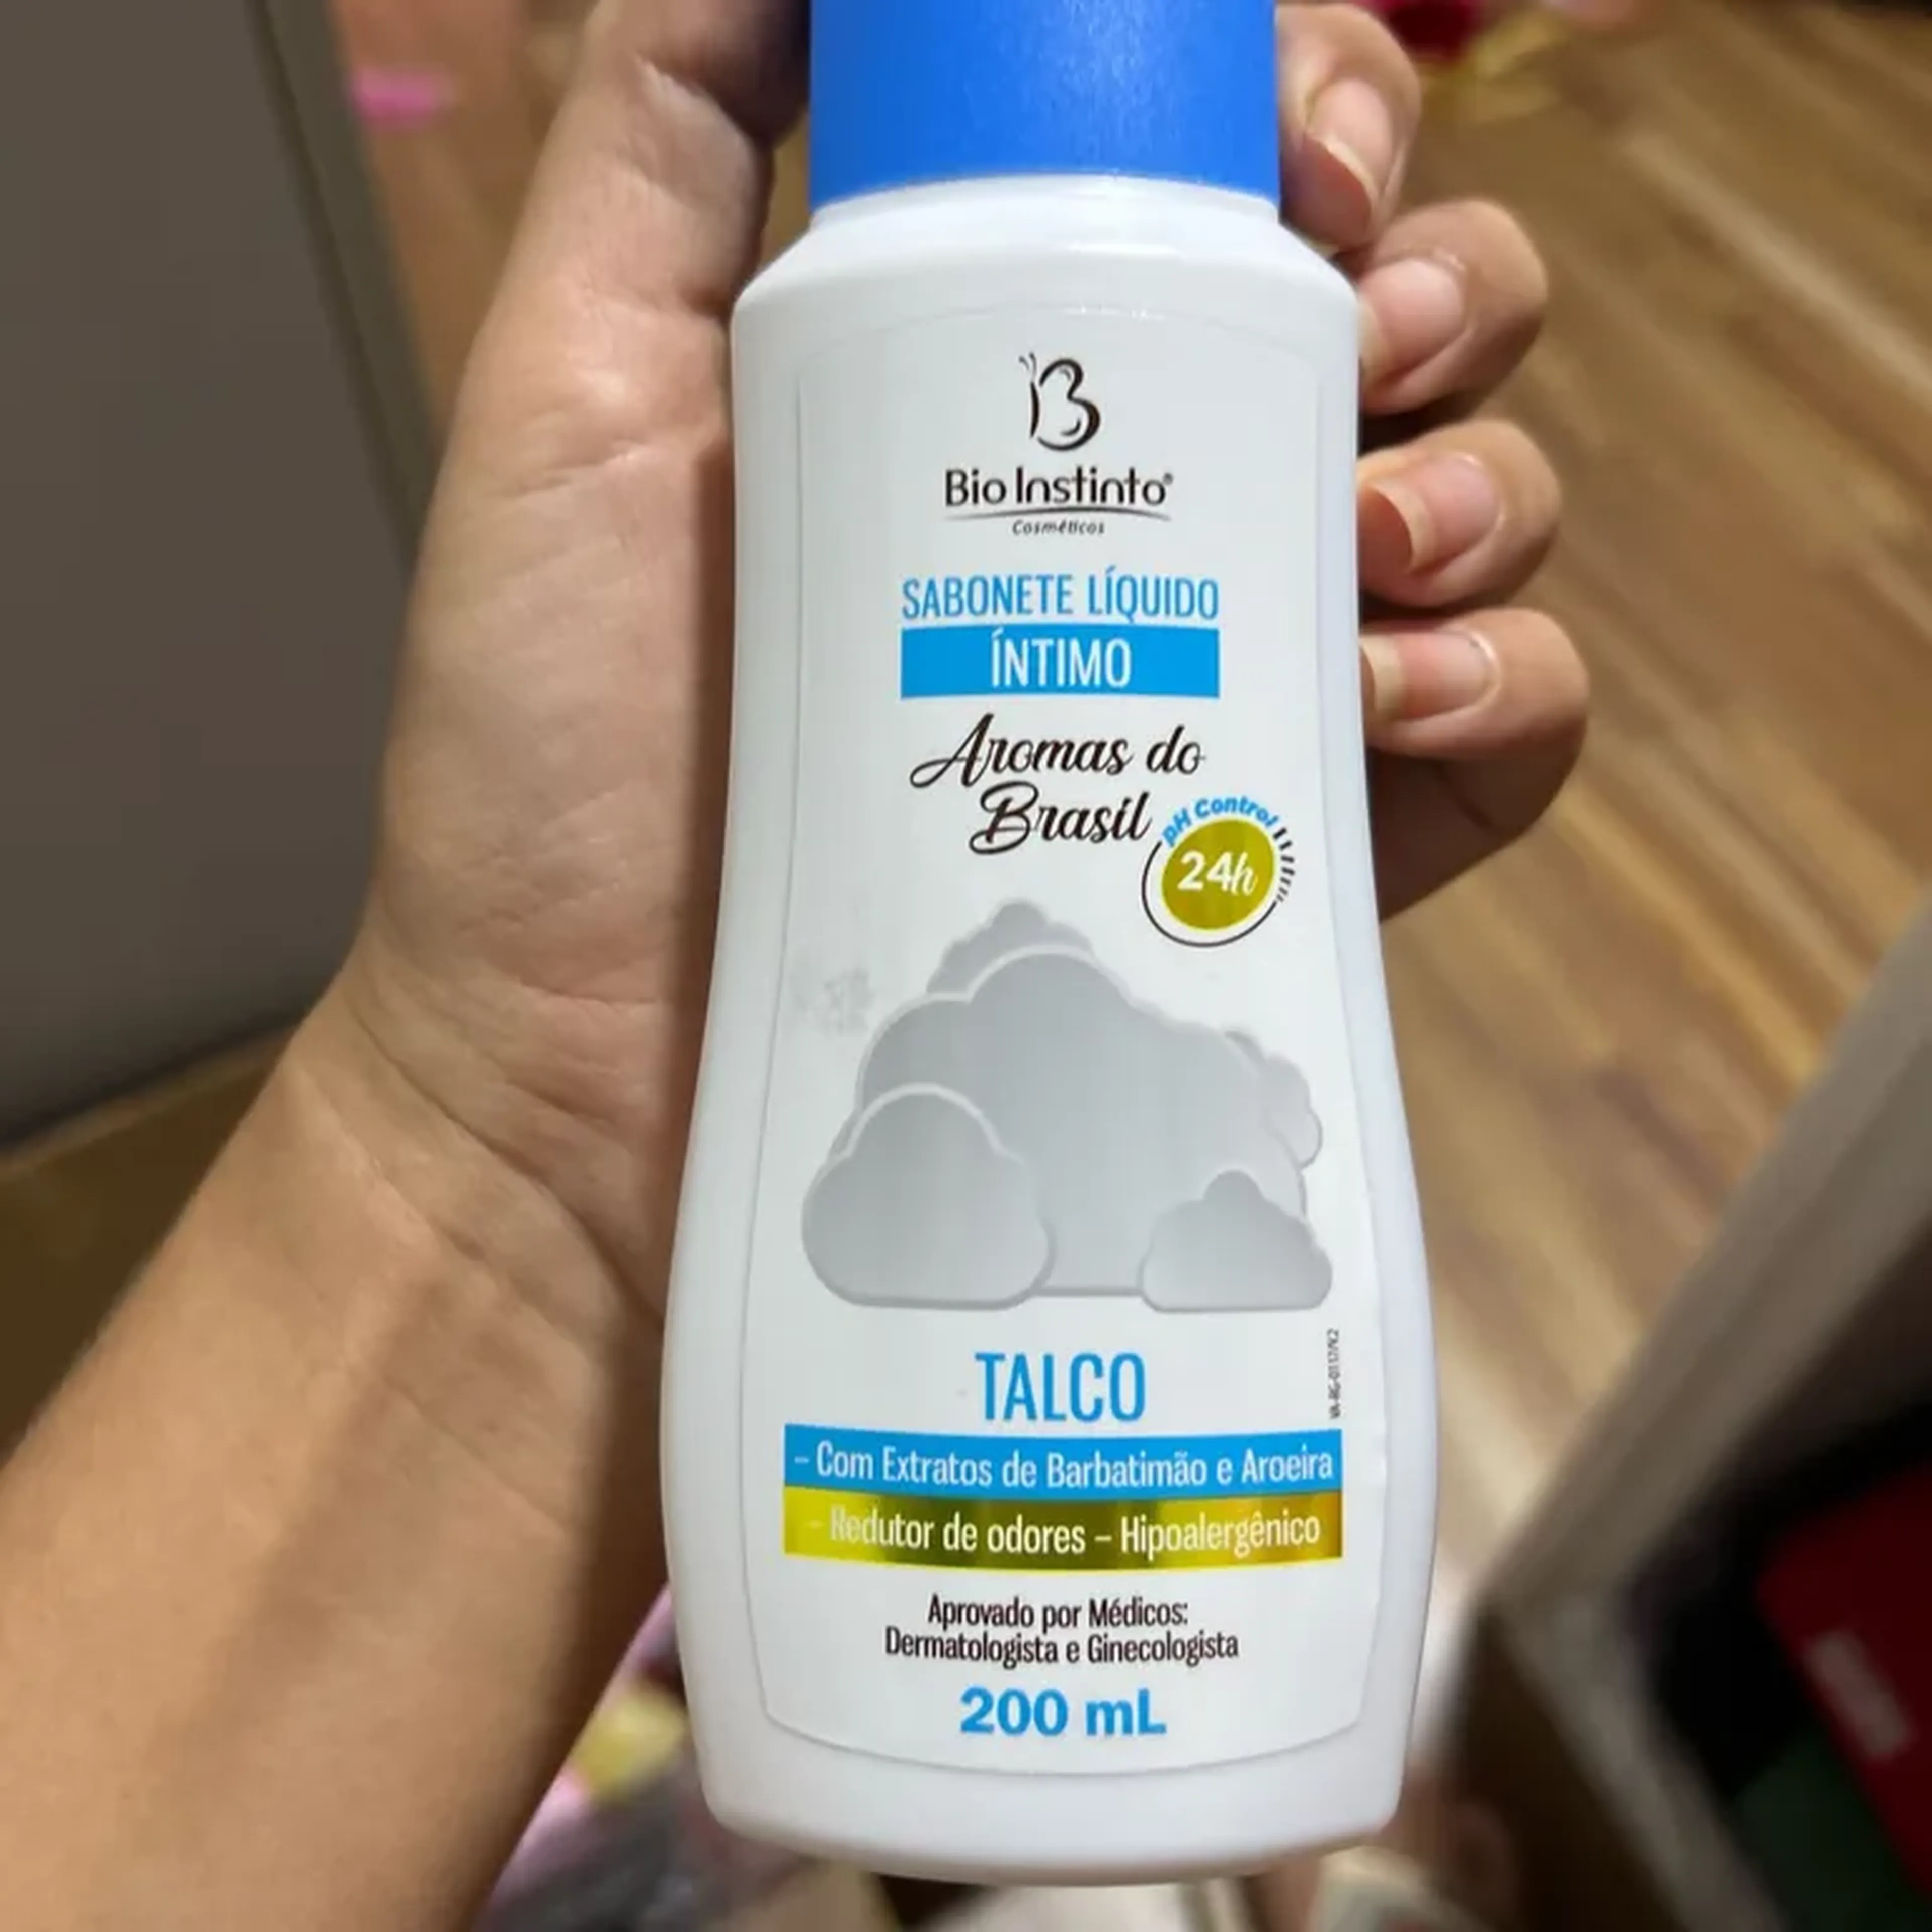 Bio Instinto®
Cosméticos
SABONETE LÍQUIDO
ÍNTIMO
Aromas do
Brasil
pH Control
24h
TALCO
– Com Extratos de Barbatimão e Aroeira
– Redutor de odores – Hipoalergênico
Aprovado por Médicos:
Dermatologista e Ginecologista
200 mL